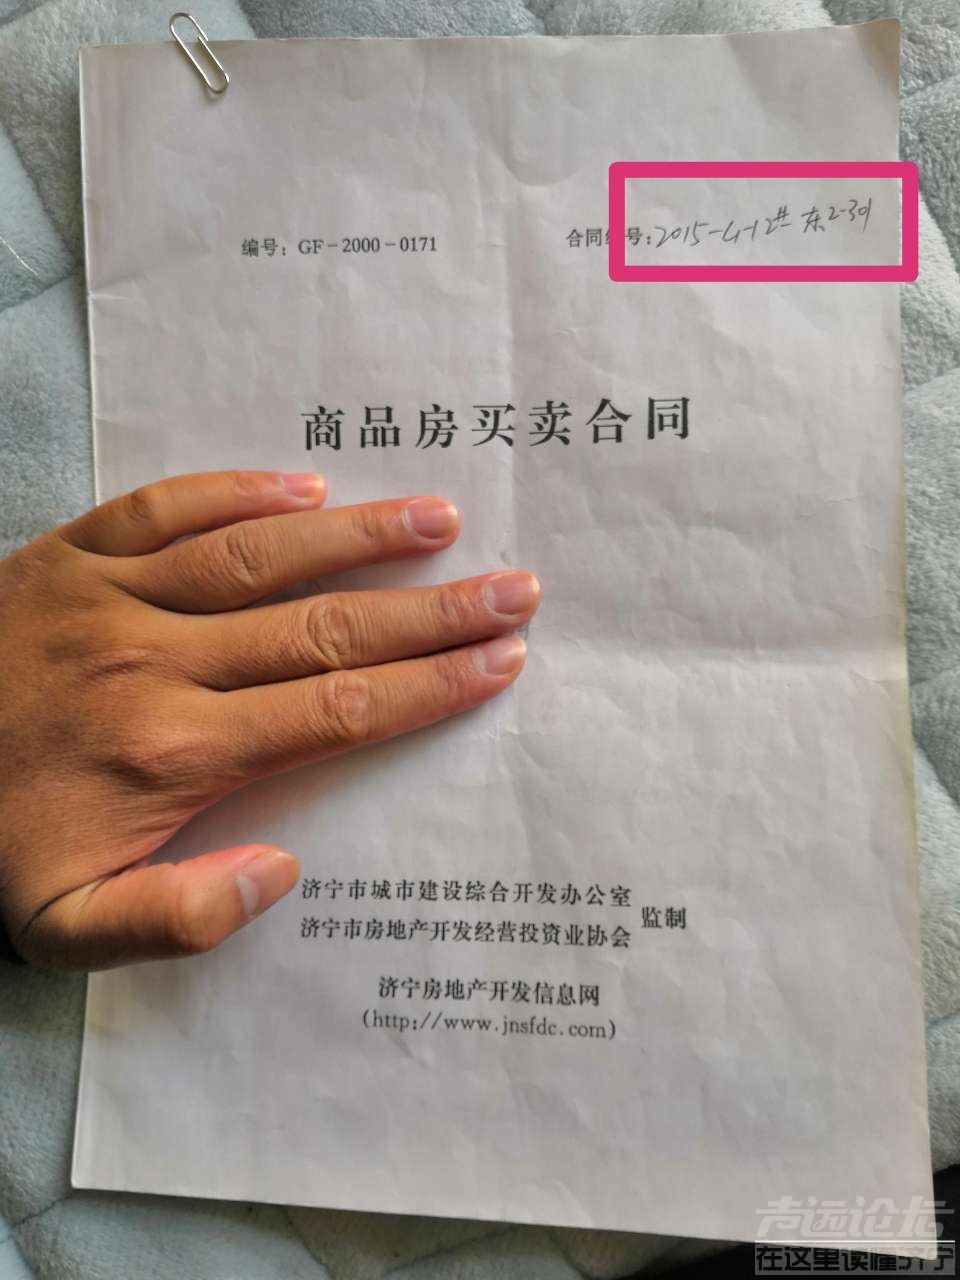 编号：GF－2000－0171
合同编号：2015-4-12# 东2-301
商品房买卖合同
济宁市城市建设综合开发办公室
济宁市房地产开发经营投资业协会
监制
济宁房地产开发信息网
(http://www.jnsfdc.com)
声远论坛
在这里读懂济宁